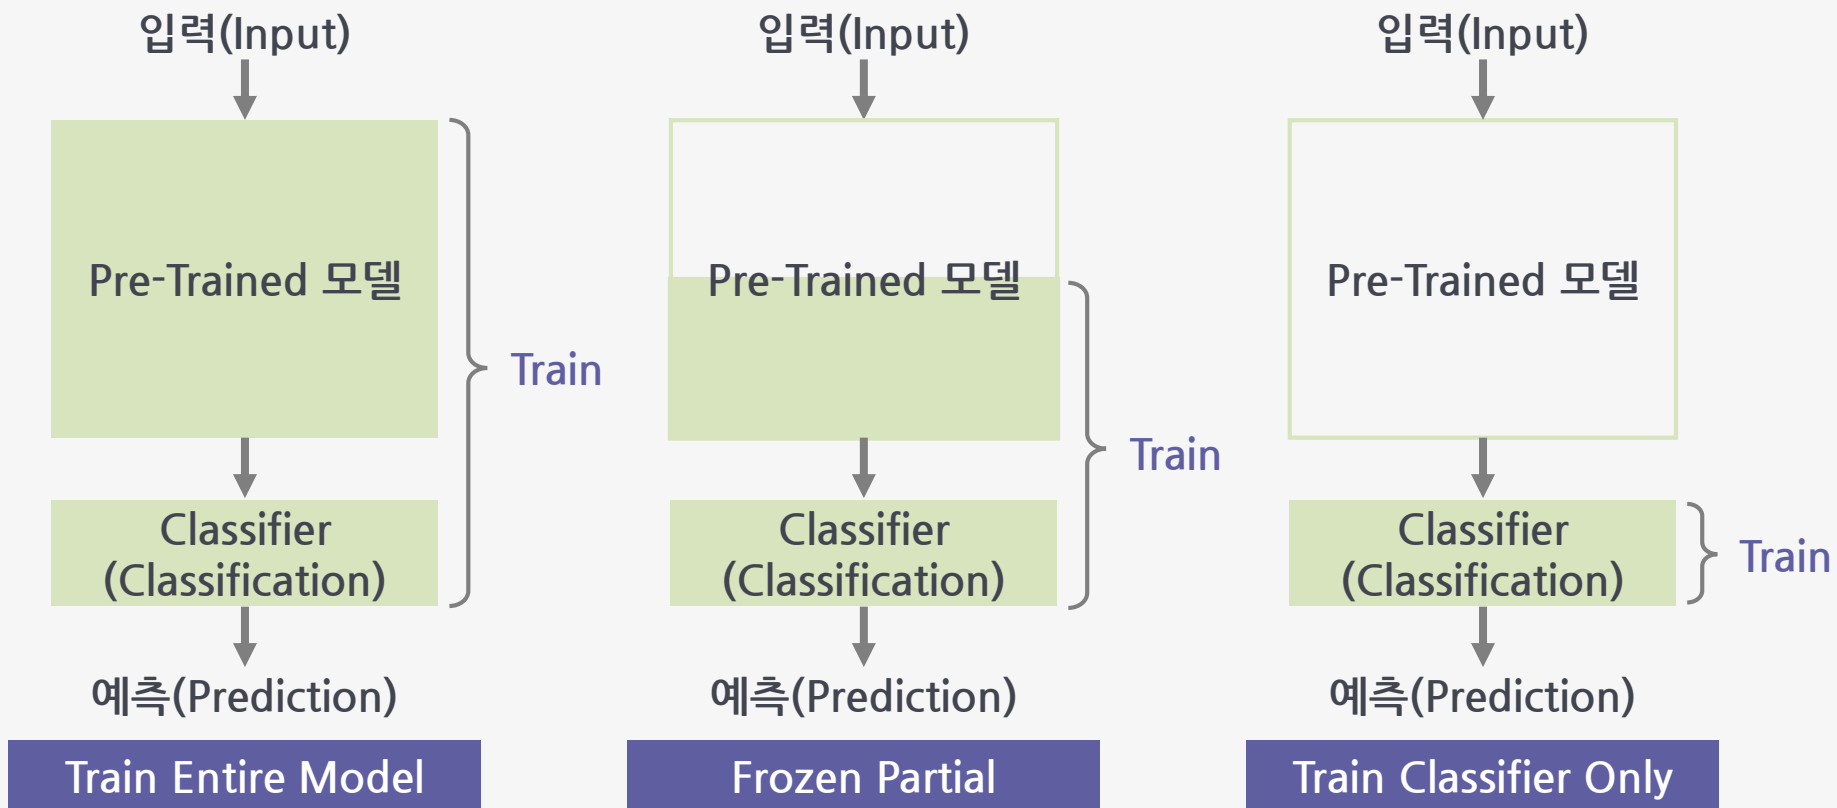 입력(Input)
Pre-Trained 모델
Train
Classifier
(Classification)
예측(Prediction)
Train Entire Model
입력(Input)
Pre-Trained 모델
Train
Classifier
(Classification)
예측(Prediction)
Frozen Partial
입력(Input)
Pre-Trained 모델
Classifier
(Classification)
Train
예측(Prediction)
Train Classifier Only